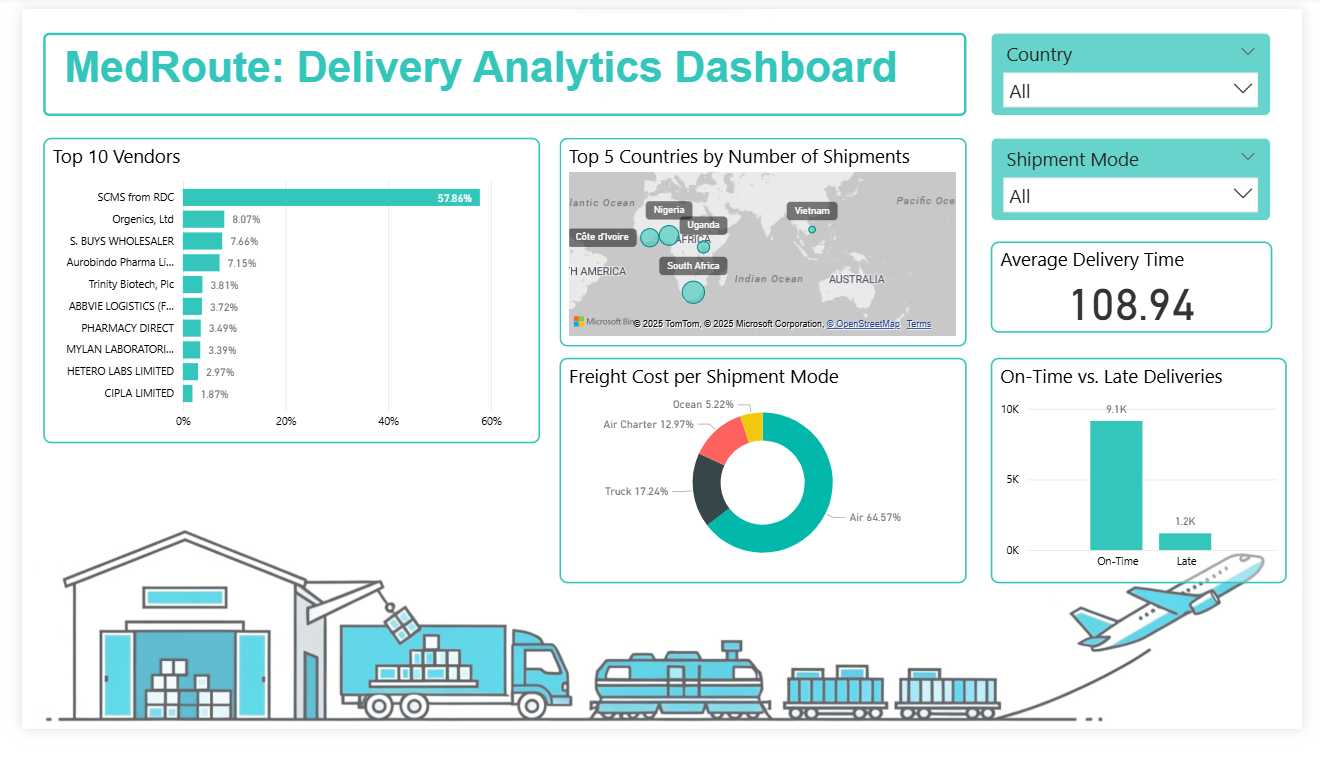 MedRoute: Delivery Analytics Dashboard
Country
All
Shipment Mode
All
Top 10 Vendors
SCMS from RDC 57.86%
Orgenics, Ltd 8.07%
S. BUYS WHOLESALER 7.66%
Aurobindo Pharma Li... 7.15%
Trinity Biotech, Plc 3.81%
ABBVIE LOGISTICS (F... 3.72%
PHARMACY DIRECT 3.49%
MYLAN LABORATORI... 3.39%
HETERO LABS LIMITED 2.97%
CIPLA LIMITED 1.87%
0% 20% 40% 60%
Top 5 Countries by Number of Shipments
lantic Ocean
Pacific Oce
Nigeria
Vietnam
Uganda
Côte d'Ivoire
AFRICA
South Africa
TH AMERICA
Indian Ocean
AUSTRALIA
Microsoft Bin
© 2025 TomTom, © 2025 Microsoft Corporation, © OpenStreetMap Terms
Average Delivery Time
108.94
Freight Cost per Shipment Mode
Ocean 5.22%
Air Charter 12.97%
Truck 17.24%
Air 64.57%
On-Time vs. Late Deliveries
10K
9.1K
5K
1.2K
0K
On-Time Late